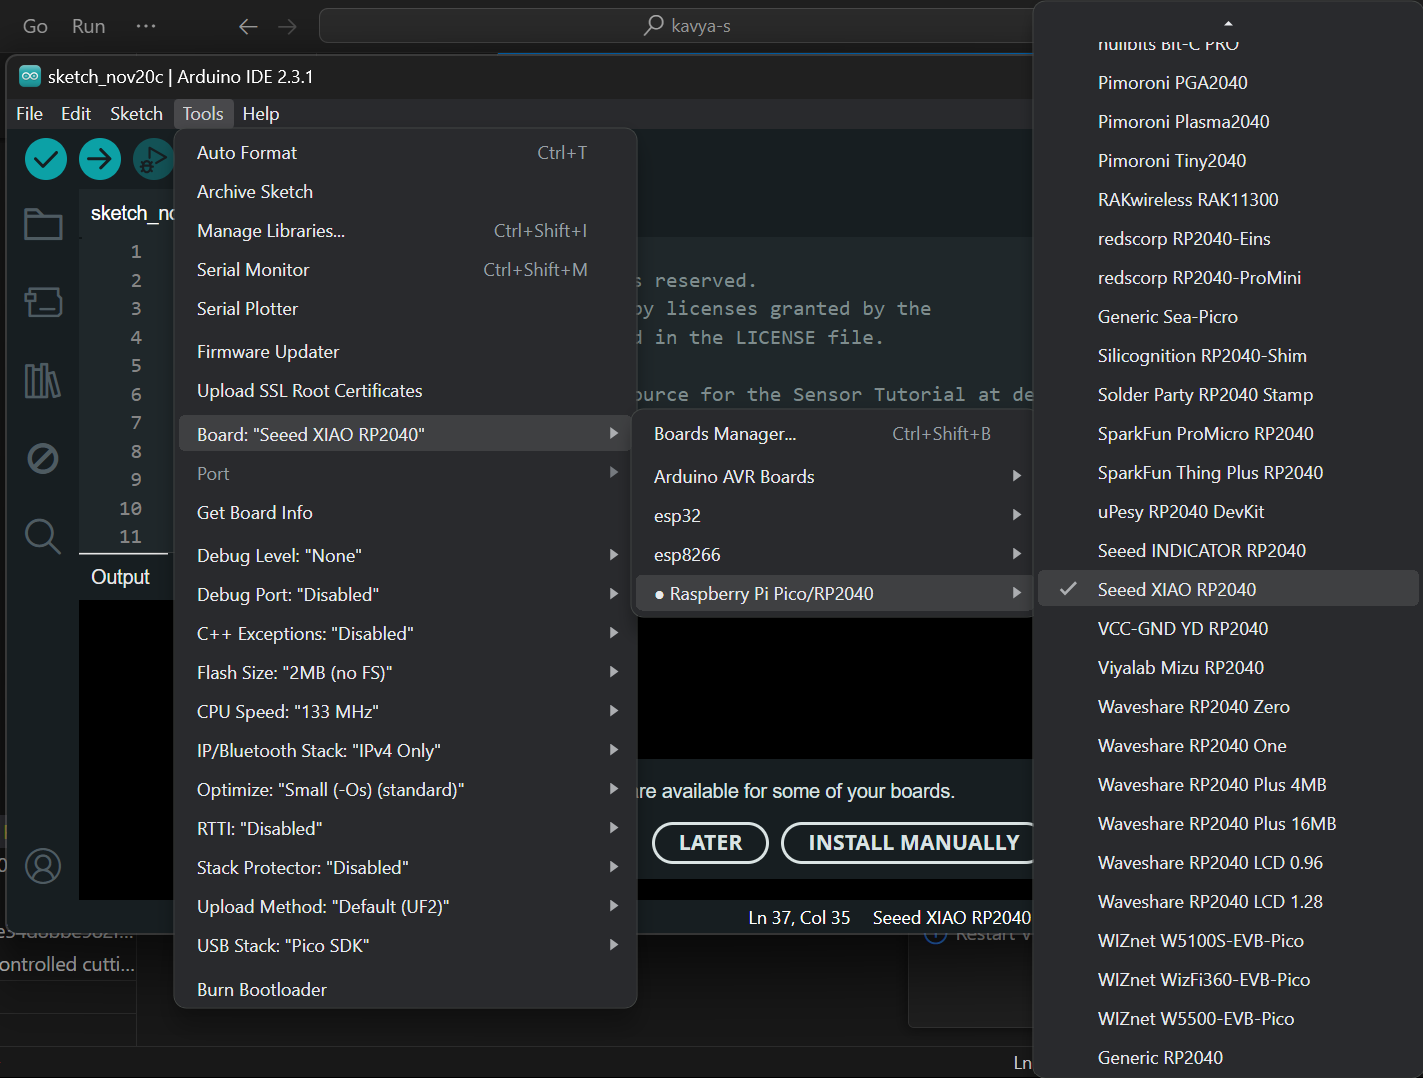 Go Run ···
kavya-s
sketch_nov20c | Arduino IDE 2.3.1
File Edit Sketch Tools Help
sketch_no
1
2
3
4
5
6
7
8
9
10
11
Output
s reserved.
by licenses granted by the
d in the LICENSE file.
ource for the Sensor Tutorial at de
Auto Format Ctrl+T
Archive Sketch
Manage Libraries... Ctrl+Shift+I
Serial Monitor Ctrl+Shift+M
Serial Plotter
Firmware Updater
Upload SSL Root Certificates
Board: "Seeed XIAO RP2040"
Port
Get Board Info
Debug Level: "None"
Debug Port: "Disabled"
C++ Exceptions: "Disabled"
Flash Size: "2MB (no FS)"
CPU Speed: "133 MHz"
IP/Bluetooth Stack: "IPv4 Only"
Optimize: "Small (-Os) (standard)"
RTTI: "Disabled"
Stack Protector: "Disabled"
Upload Method: "Default (UF2)"
USB Stack: "Pico SDK"
Burn Bootloader
Boards Manager... Ctrl+Shift+B
Arduino AVR Boards
esp32
esp8266
● Raspberry Pi Pico/RP2040
nullbits Bit-C PRO
Pimoroni PGA2040
Pimoroni Plasma2040
Pimoroni Tiny2040
RAKwireless RAK11300
redscorp RP2040-Eins
redscorp RP2040-ProMini
Generic Sea-Picro
Silicognition RP2040-Shim
Solder Party RP2040 Stamp
SparkFun ProMicro RP2040
SparkFun Thing Plus RP2040
uPesy RP2040 DevKit
Seeed INDICATOR RP2040
Seeed XIAO RP2040
VCC-GND YD RP2040
Viyalab Mizu RP2040
Waveshare RP2040 Zero
Waveshare RP2040 One
Waveshare RP2040 Plus 4MB
Waveshare RP2040 Plus 16MB
Waveshare RP2040 LCD 0.96
Waveshare RP2040 LCD 1.28
WIZnet W5100S-EVB-Pico
WIZnet WizFi360-EVB-Pico
WIZnet W5500-EVB-Pico
Generic RP2040
re available for some of your boards.
LATER INSTALL MANUALLY
Ln 37, Col 35 Seeed XIAO RP2040
Restart V
ontrolled cutti...
Ln